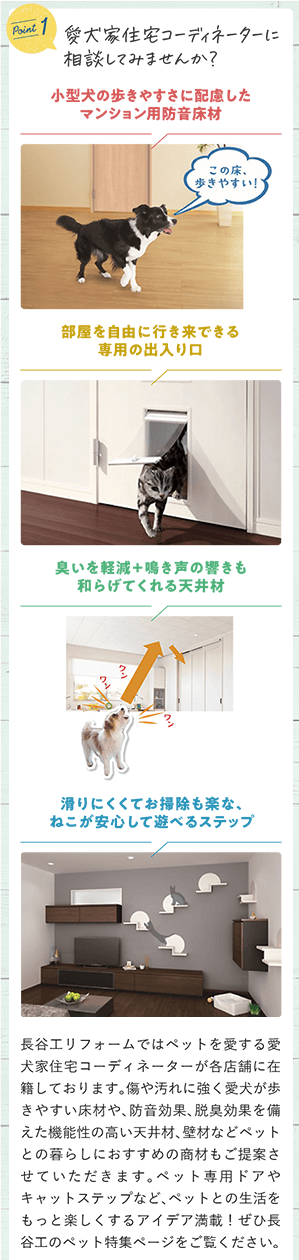 Point 1
愛犬家住宅コーディネーターに
相談してみませんか?
小型犬の歩きやすさに配慮した
マンション用防音床材
この床、
歩きやすい!
部屋を自由に行き来できる
専用の出入り口
臭いを軽減+鳴き声の響きも
和らげてくれる天井材
ワン
ワン
ワン
滑りにくくてお掃除も楽な、
ねこが安心して遊べるステップ
長谷工リフォームではペットを愛する愛
犬家住宅コーディネーターが各店舗に在
籍しております。傷や汚れに強く愛犬が歩
きやすい床材や、防音効果、脱臭効果を備
えた機能性の高い天井材、壁材などペット
との暮らしにおすすめの商材もご提案さ
せていただきます。ペット専用ドアや
キャットステップなど、ペットとの生活を
もっと楽しくするアイデア満載!ぜひ長
谷工のペット特集ページをご覧ください。